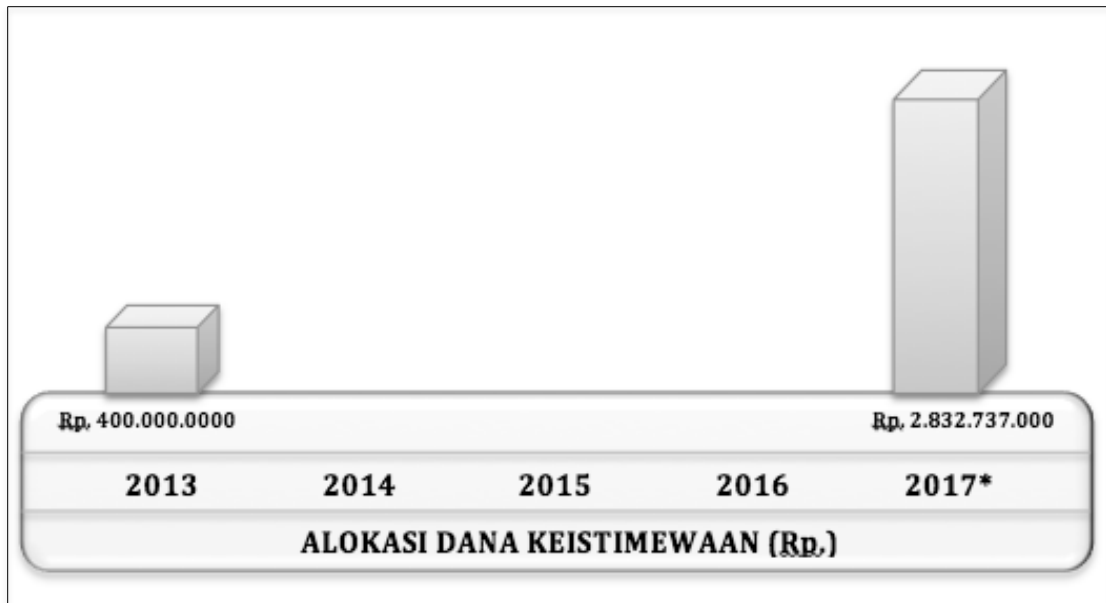 Rp. 400.000.0000 Rp. 2.832.737.000
2013 2014 2015 2016 2017*
ALOKASI DANA KEISTIMEWAAN (Rp.)